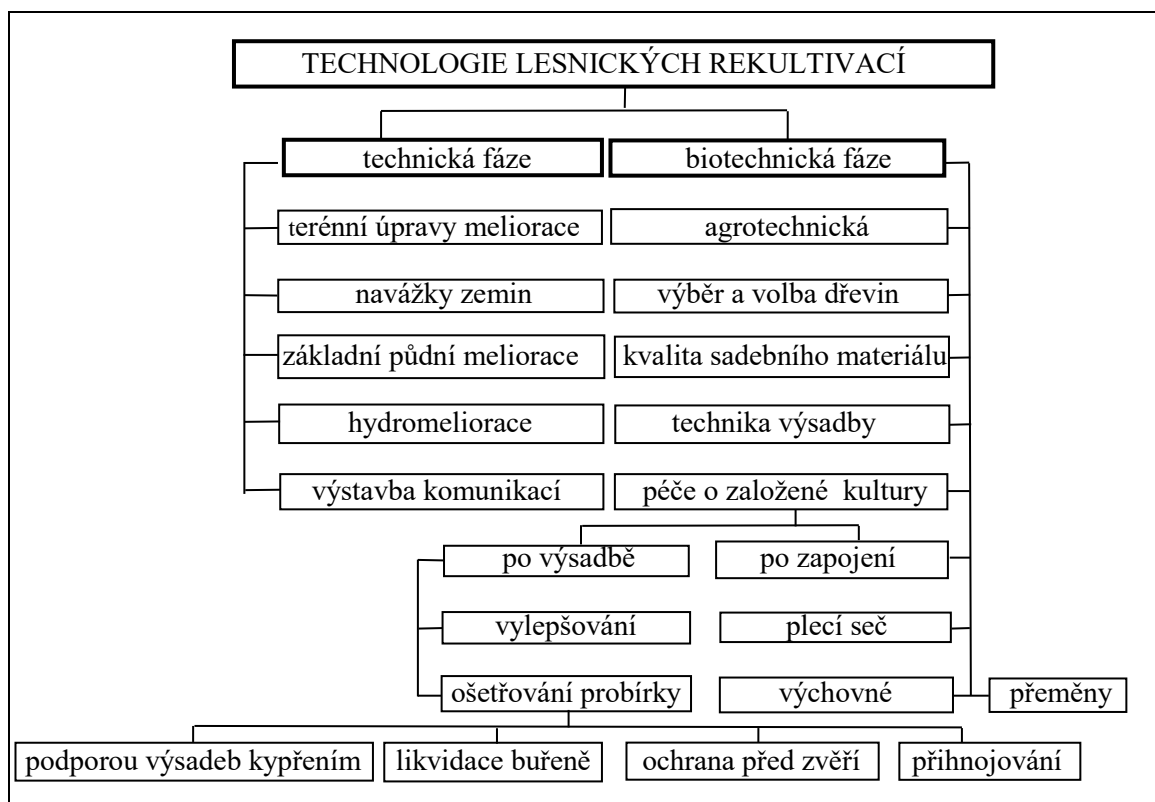 TECHNOLOGIE LESNICKÝCH REKULTIVACÍ
technická fáze
biotechnická fáze
terénní úpravy meliorace
agrotechnická
navážky zemin
výběr a volba dřevin
základní půdní meliorace
kvalita sadebního materiálu
hydromeliorace
technika výsadby
výstavba komunikací
péče o založené kultury
po výsadbě
po zapojení
vylepšování
plecí seč
ošetřování probírky
výchovné
přeměny
podporou výsadeb kypřením
likvidace buřeně
ochrana před zvěří
přihnojování